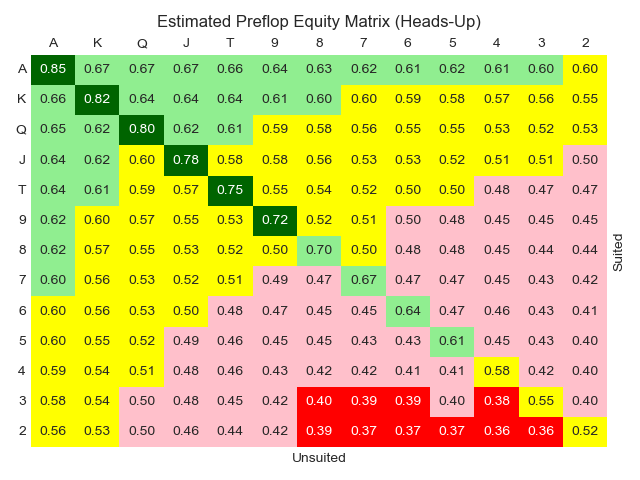 Estimated Preflop Equity Matrix (Heads-Up)
A K Q J T 9 8 7 6 5 4 3 2
A 0.85 0.67 0.67 0.67 0.66 0.64 0.63 0.62 0.61 0.62 0.61 0.60 0.60
K 0.66 0.82 0.64 0.64 0.64 0.61 0.60 0.60 0.59 0.58 0.57 0.56 0.55
Q 0.65 0.62 0.80 0.62 0.61 0.59 0.58 0.56 0.55 0.55 0.53 0.52 0.53
J 0.64 0.62 0.60 0.78 0.58 0.58 0.56 0.53 0.53 0.52 0.51 0.51 0.50
T 0.64 0.61 0.59 0.57 0.75 0.55 0.54 0.52 0.50 0.50 0.48 0.47 0.47
9 0.62 0.60 0.57 0.55 0.53 0.72 0.52 0.51 0.50 0.48 0.45 0.45 0.45
8 0.62 0.57 0.55 0.53 0.52 0.50 0.70 0.50 0.48 0.48 0.45 0.44 0.44
7 0.60 0.56 0.53 0.52 0.51 0.49 0.47 0.67 0.47 0.47 0.45 0.43 0.42
6 0.60 0.56 0.53 0.50 0.48 0.47 0.45 0.45 0.64 0.47 0.46 0.43 0.41
5 0.60 0.55 0.52 0.49 0.46 0.45 0.45 0.43 0.43 0.61 0.45 0.43 0.40
4 0.59 0.54 0.51 0.48 0.46 0.43 0.42 0.42 0.41 0.41 0.58 0.42 0.40
3 0.58 0.54 0.50 0.48 0.45 0.42 0.40 0.39 0.39 0.40 0.38 0.55 0.40
2 0.56 0.53 0.50 0.46 0.44 0.42 0.39 0.37 0.37 0.37 0.36 0.36 0.52
Suited
Unsuited